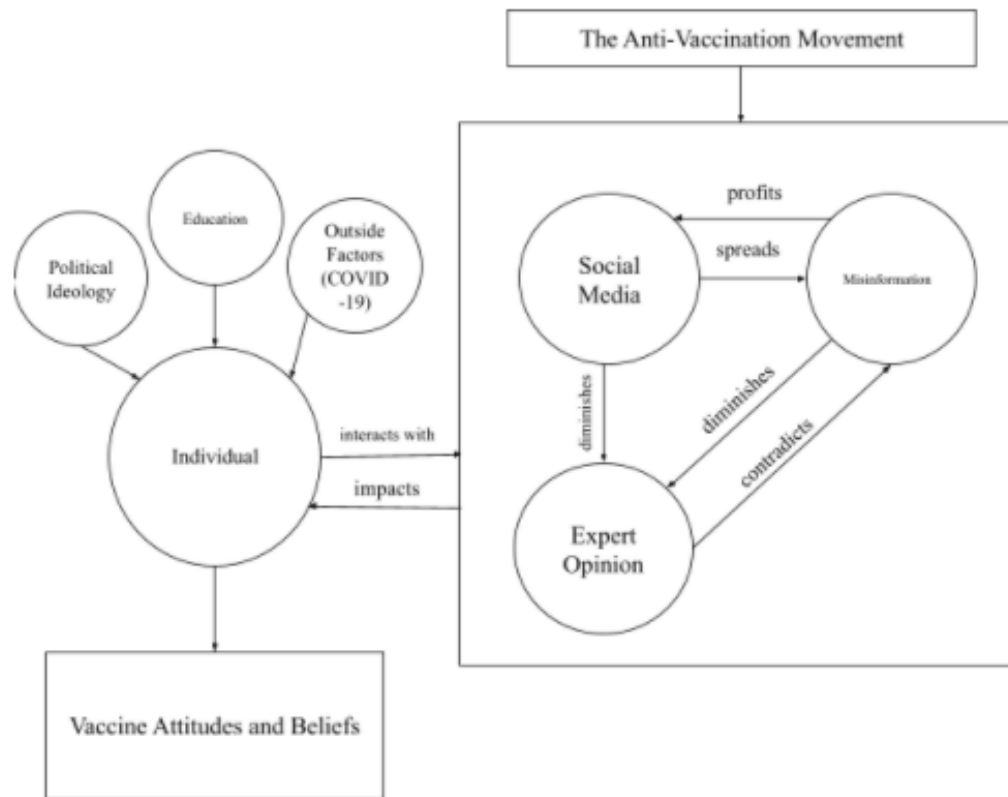 The Anti-Vaccination Movement
Education
Political
Ideology
Outside
Factors
(COVID
-19)
Individual
interacts with
impacts
Vaccine Attitudes and Beliefs
profits
spreads
Social
Media
Misinformation
diminishes
diminishes
contradicts
Expert
Opinion